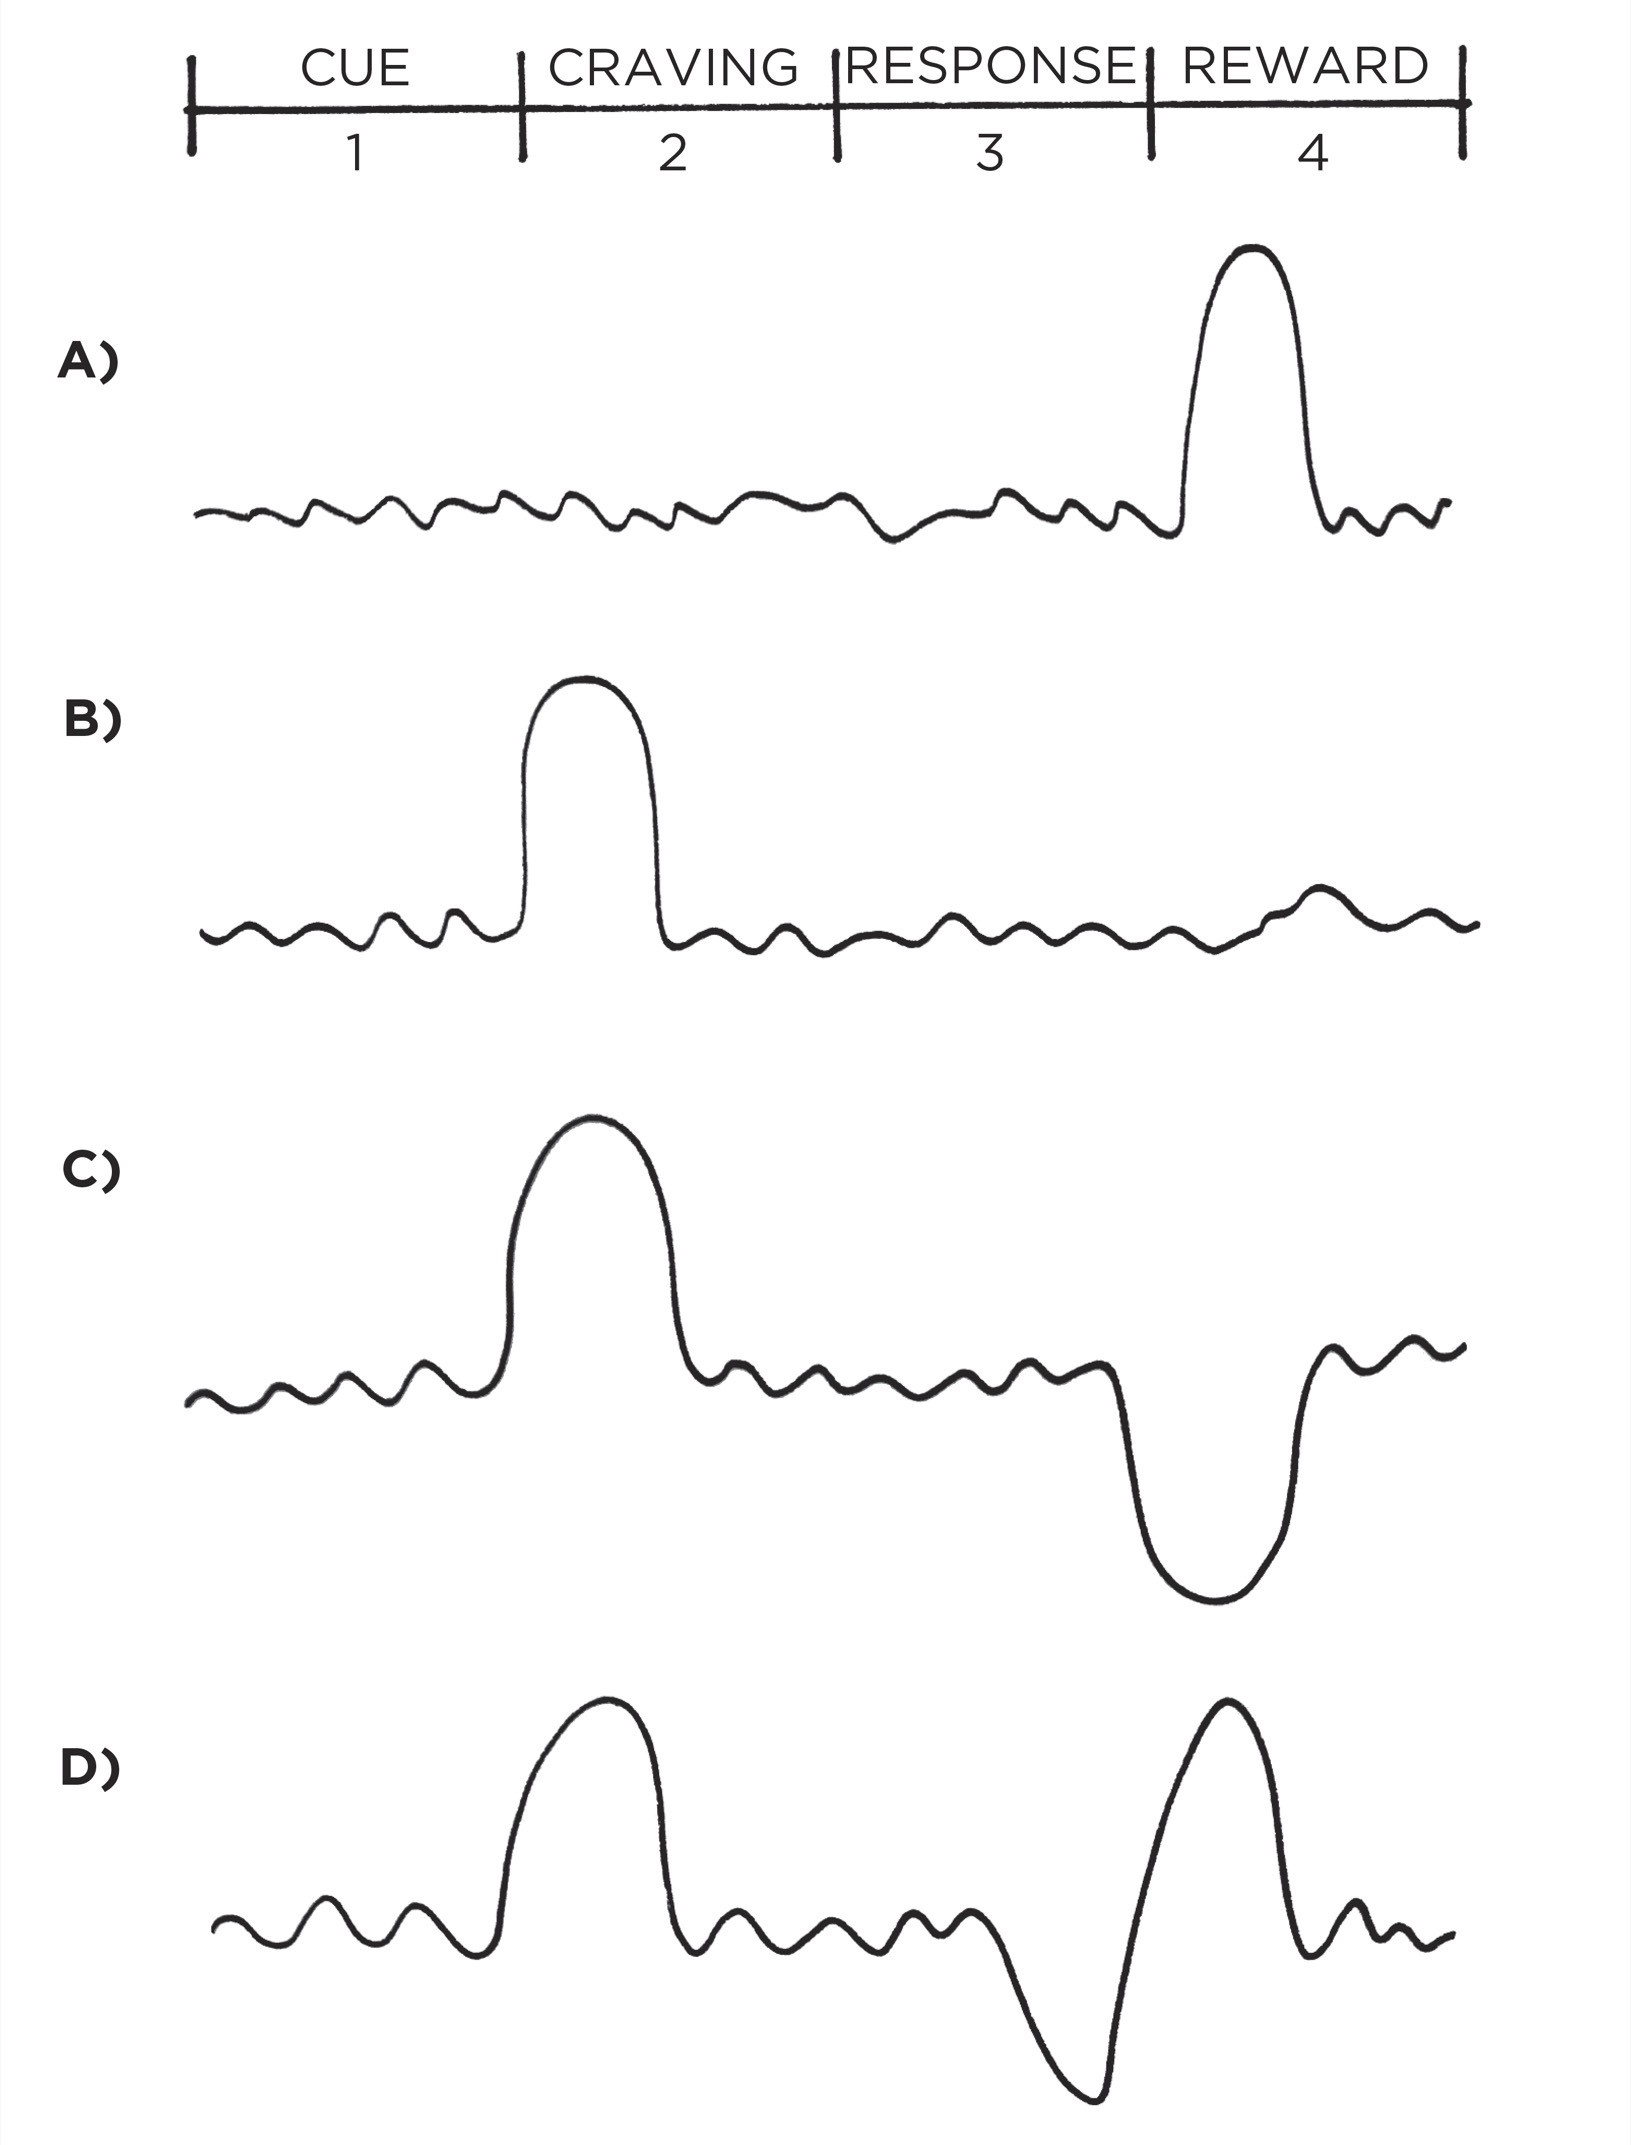 CUE CRAVING RESPONSE REWARD
1 2 3 4
A)
B)
C)
D)